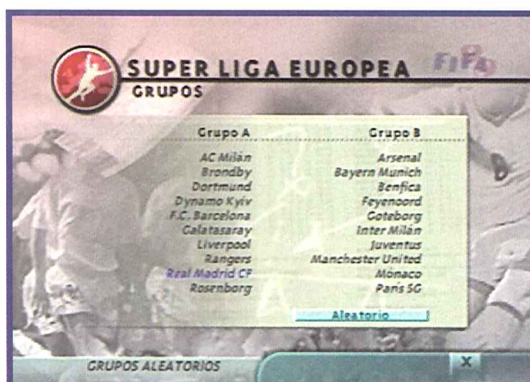 SUPER LIGA EUROPEA
FIFA
GRUPOS
Grupo A Grupo B
AC Milán Arsenal
Brondby Bayern Munich
Dortmund Benfica
Dynamo Kyiv Feyenoord
F.C. Barcelona Goteborg
Galatasaray Inter Milán
Liverpool Juventus
Rangers Manchester United
Real Madrid CF Mónaco
Rosenborg Paris SG
Aleatorio
GRUPOS ALEATORIOS X